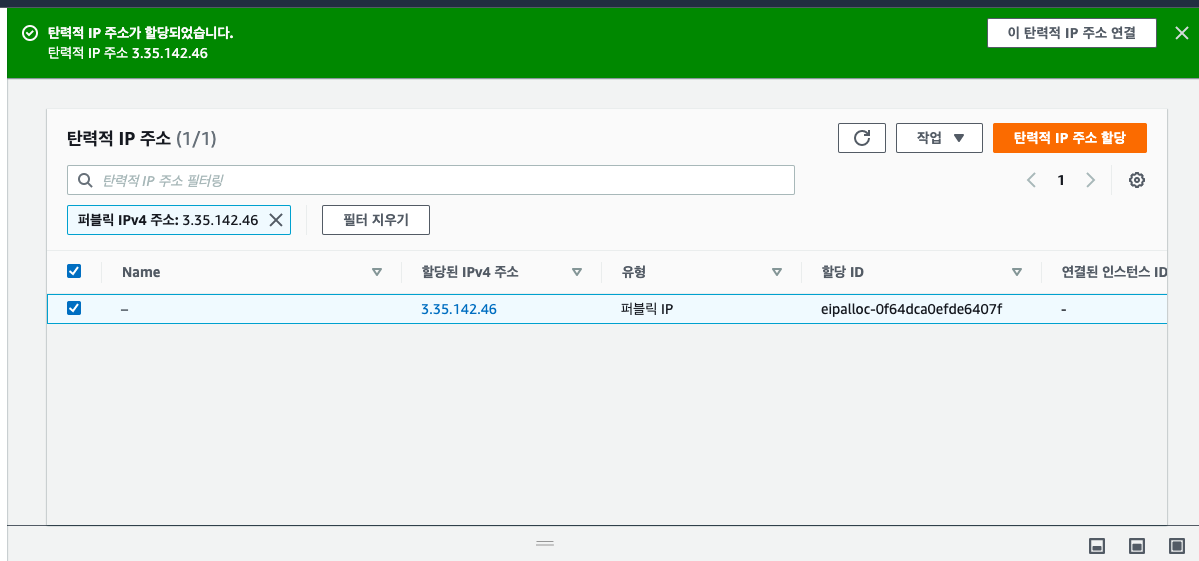 탄력적 IP 주소가 할당되었습니다.
탄력적 IP 주소 3.35.142.46
이 탄력적 IP 주소 연결
탄력적 IP 주소 (1/1)
작업
탄력적 IP 주소 할당
탄력적 IP 주소 필터링
1
퍼블릭 IPv4 주소: 3.35.142.46
필터 지우기
Name 할당된 IPv4 주소 유형 할당 ID 연결된 인스턴스 ID
– 3.35.142.46 퍼블릭 IP eipalloc-0f64dca0efde6407f -